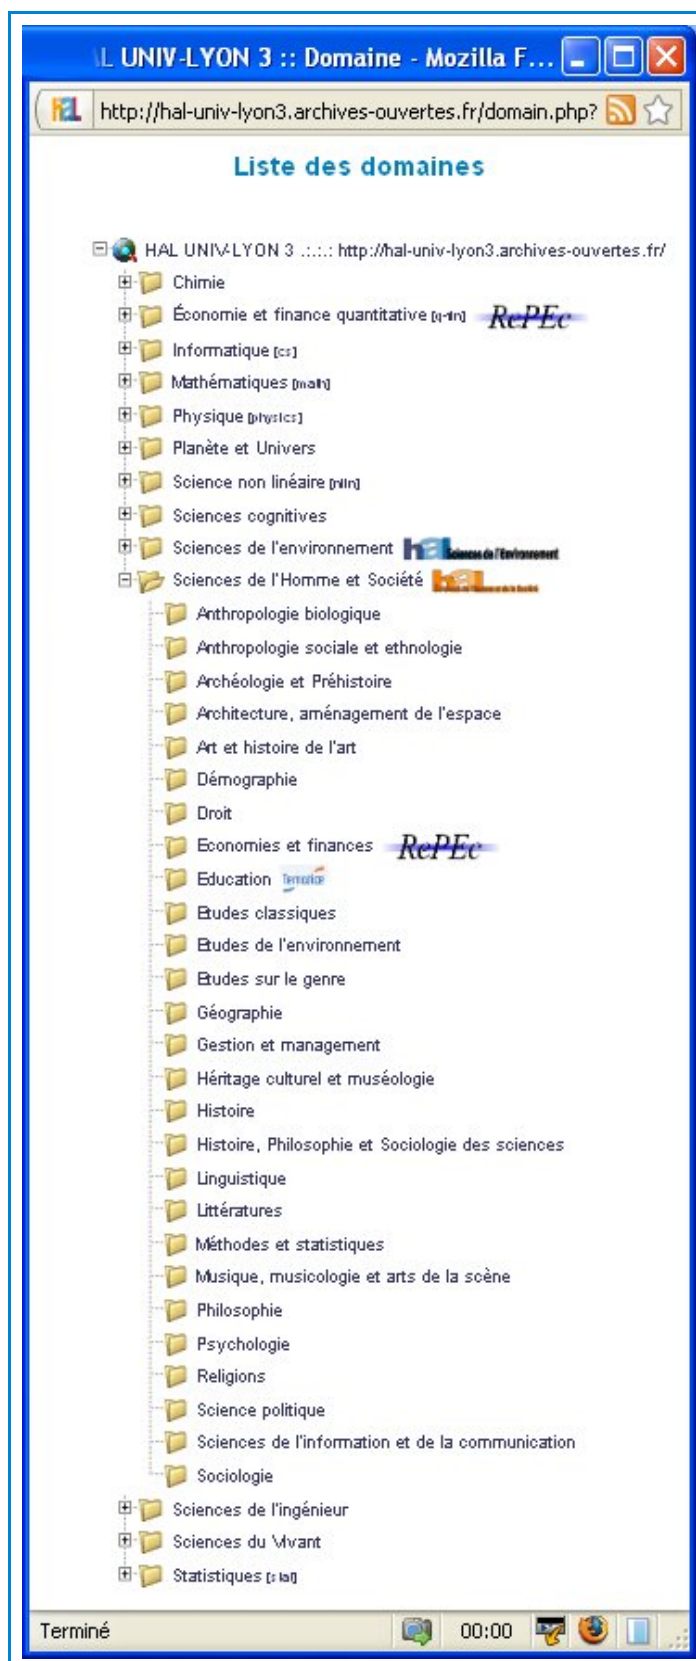 \L UNIV-LYON 3 :: Domaine - Mozilla F...
http://hal-univ-lyon3.archives-ouvertes.fr/domain.php?
Liste des domaines
HAL UNIV-LYON 3 .:.:.: http://hal-univ-lyon3.archives-ouvertes.fr/
Chimie
Économie et finance quantitative [q-fin] RePEc
Informatique [cs]
Mathématiques [math]
Physique [physics]
Planète et Univers
Science non linéaire [nlin]
Sciences cognitives
Sciences de l'environnement hal Sciences de l'Environnement
Sciences de l'Homme et Société hal
Anthropologie biologique
Anthropologie sociale et ethnologie
Archéologie et Préhistoire
Architecture, aménagement de l'espace
Art et histoire de l'art
Démographie
Droit
Economies et finances RePEc
Education Tematice
Etudes classiques
Etudes de l'environnement
Etudes sur le genre
Géographie
Gestion et management
Héritage culturel et muséologie
Histoire
Histoire, Philosophie et Sociologie des sciences
Linguistique
Littératures
Méthodes et statistiques
Musique, musicologie et arts de la scène
Philosophie
Psychologie
Religions
Science politique
Sciences de l'information et de la communication
Sociologie
Sciences de l'ingénieur
Sciences du Vivant
Statistiques [stat]
Terminé 00:00